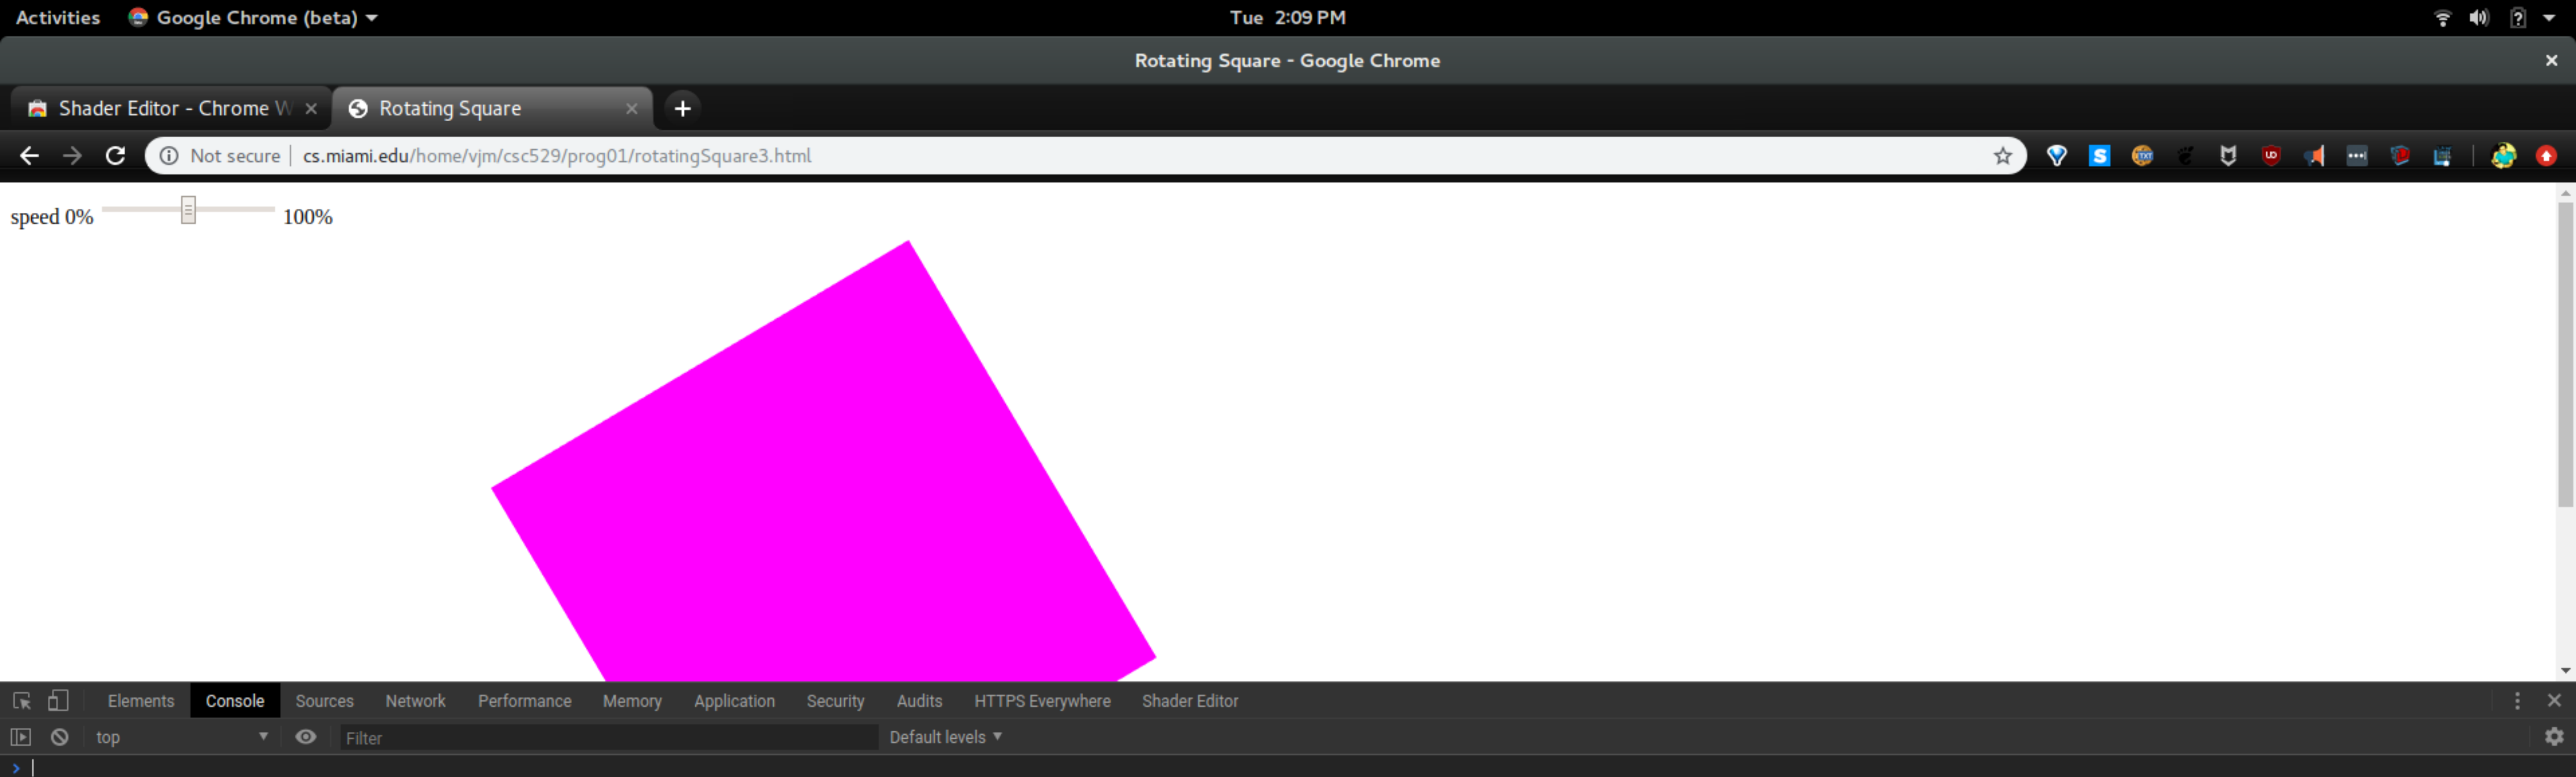 Activities Google Chrome (beta) Tue 2:09 PM
Rotating Square - Google Chrome
Shader Editor - Chrome W Rotating Square
Not secure cs.miami.edu/home/vjm/csc529/prog01/rotatingSquare3.html
speed 0% 100%
Elements Console Sources Network Performance Memory Application Security Audits HTTPS Everywhere Shader Editor
top Filter Default levels